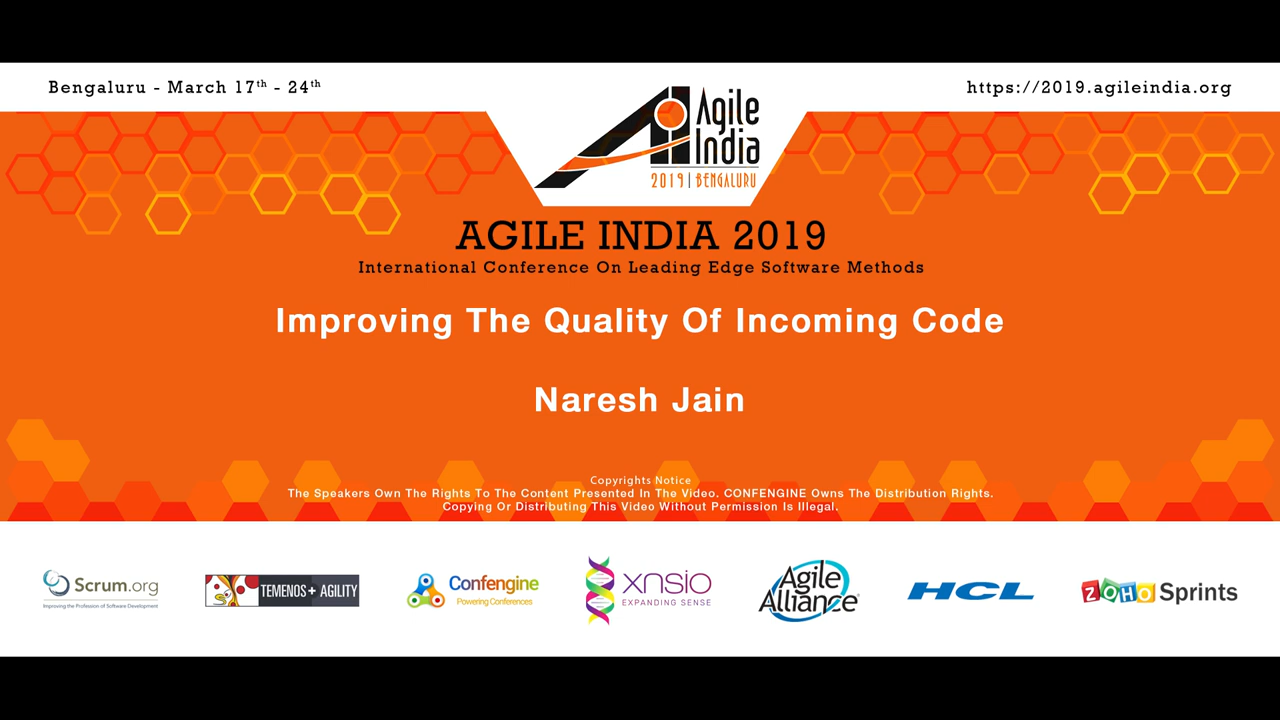 Bengaluru - March 17th - 24th
https://2019.agileindia.org
Agile
India
2019 | BENGALURU
AGILE INDIA 2019
International Conference On Leading Edge Software Methods
Improving The Quality Of Incoming Code
Naresh Jain
Copyrights Notice
The Speakers Own The Rights To The Content Presented In The Video. CONFENGINE Owns The Distribution Rights.
Copying Or Distributing This Video Without Permission Is Illegal.
Scrum.org
Improving the Profession of Software Development
TEMENOS + AGILITY
Confengine
Powering Conferences
xnsio
EXPANDING SENSE
Agile
Alliance
HCL
ZOHO Sprints